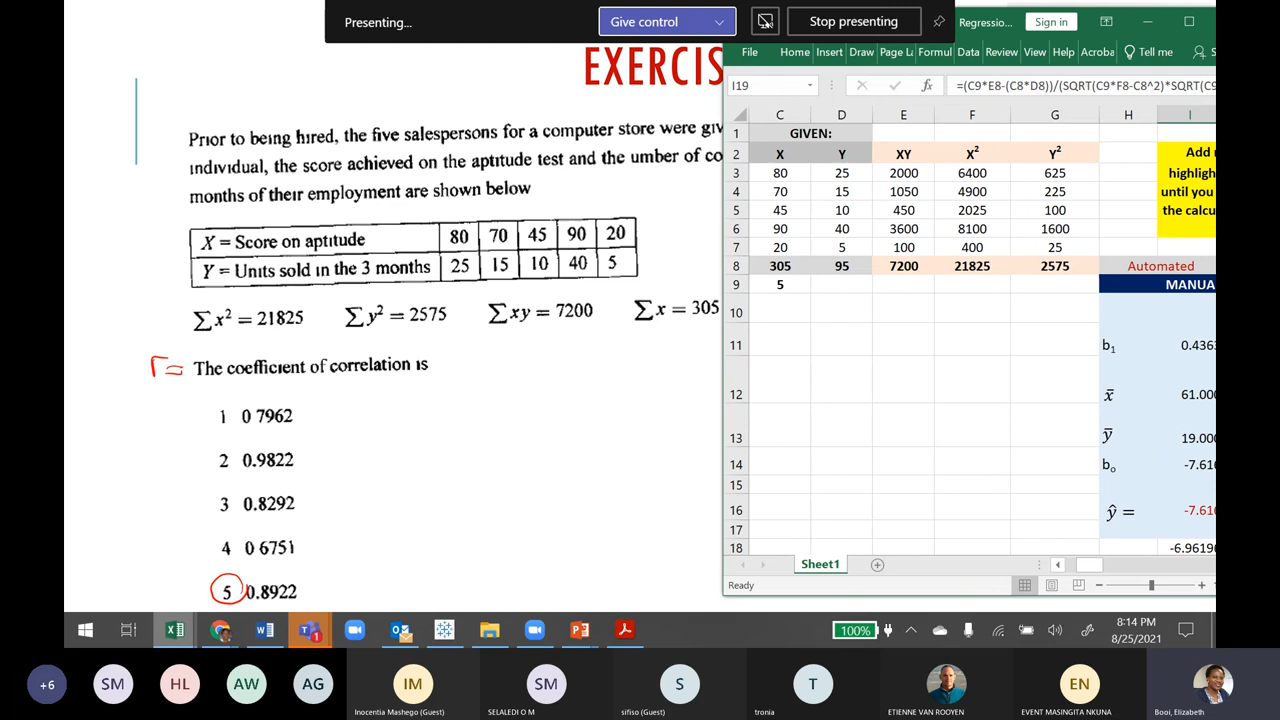 Presenting...
Give control
Stop presenting
Regressio...
Sign in
EXERCIS
File Home Insert Draw Page La Formul Data Review View Help Acroba Tell me
I19
fx =(C9*E8-(C8*D8))/(SQRT(C9*F8-C8^2)*SQRT(C9
Prior to being hired, the five salespersons for a computer store were giv
individual, the score achieved on the aptitude test and the umber of co
months of their employment are shown below
X = Score on aptitude 80 70 45 90 20
Y = Units sold in the 3 months 25 15 10 40 5
∑x² = 21825 ∑y² = 2575 ∑xy = 7200 ∑x = 305
r = The coefficient of correlation is
1 0 7962
2 0.9822
3 0.8292
4 0 6751
5 0.8922
C D E F G H I
1 GIVEN:
2 X Y XY X² Y² Add
3 80 25 2000 6400 625 highligh
4 70 15 1050 4900 225 until you
5 45 10 450 2025 100 the calcu
6 90 40 3600 8100 1600
7 20 5 100 400 25
8 305 95 7200 21825 2575 Automated
9 5 MANUA
10
11 b₁ 0.436
12 x̄ 61.000
13 ȳ 19.000
14 b₀ -7.61
15
16 ŷ = -7.61
17
18 -6.9619
Sheet1
Ready
100%
8:14 PM
8/25/2021
1
+6 SM HL AW AG IM SM S T EN
Inocentia Mashego (Guest) SELALEDI O M sifiso (Guest) tronia ETIENNE VAN ROOYEN EVENT MASINGITA NKUNA Booi, Elizabeth